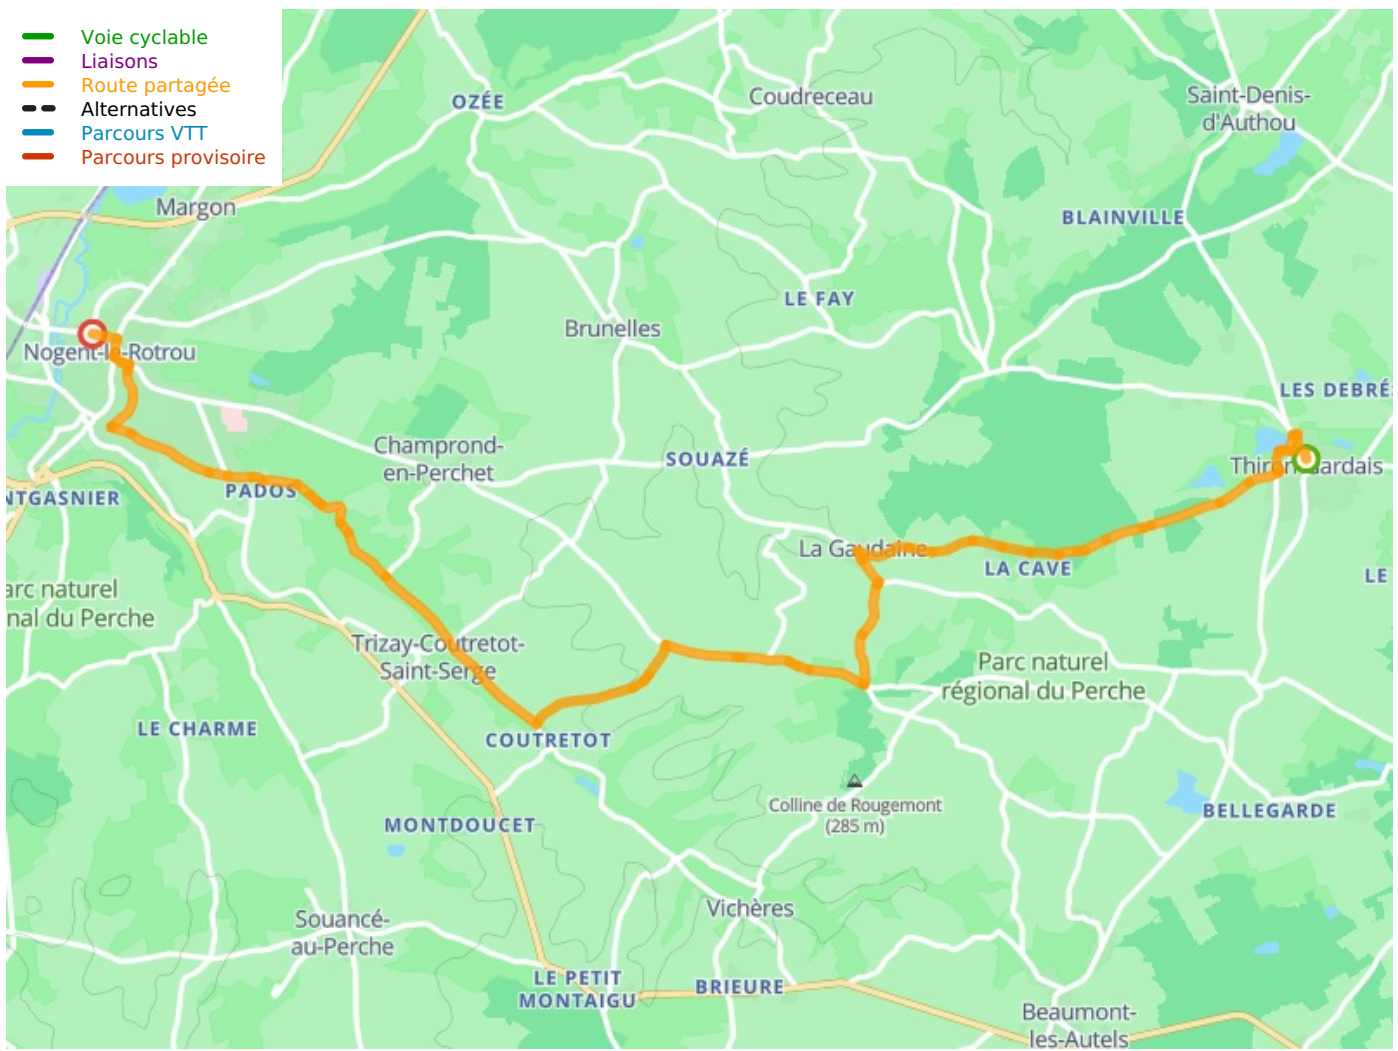 Voie cyclable
Liaisons
Route partagée
Alternatives
Parcours VTT
Parcours provisoire
OZÉE
Coudreceau
Saint-Denis-
d'Authou
Margon
BLAINVILLE
LE FAY
Brunelles
Nogent-le-Rotrou
LES DEBRÉ
Champrond-
en-Perchet
SOUAZÉ
Thiron-Gardais
PADOS
NTGASNIER
La Gaudaine
LA CAVE
LE
arc naturel
nal du Perche
Trizay-Coutretot-
Saint-Serge
Parc naturel
régional du Perche
LE CHARME
COUTRETOT
Colline de Rougemont
(285 m)
MONTDOUCET
BELLEGARDE
Vichères
Souancé-
au-Perche
LE PETIT
MONTAIGU
BRIEURE
Beaumont-
les-Autels